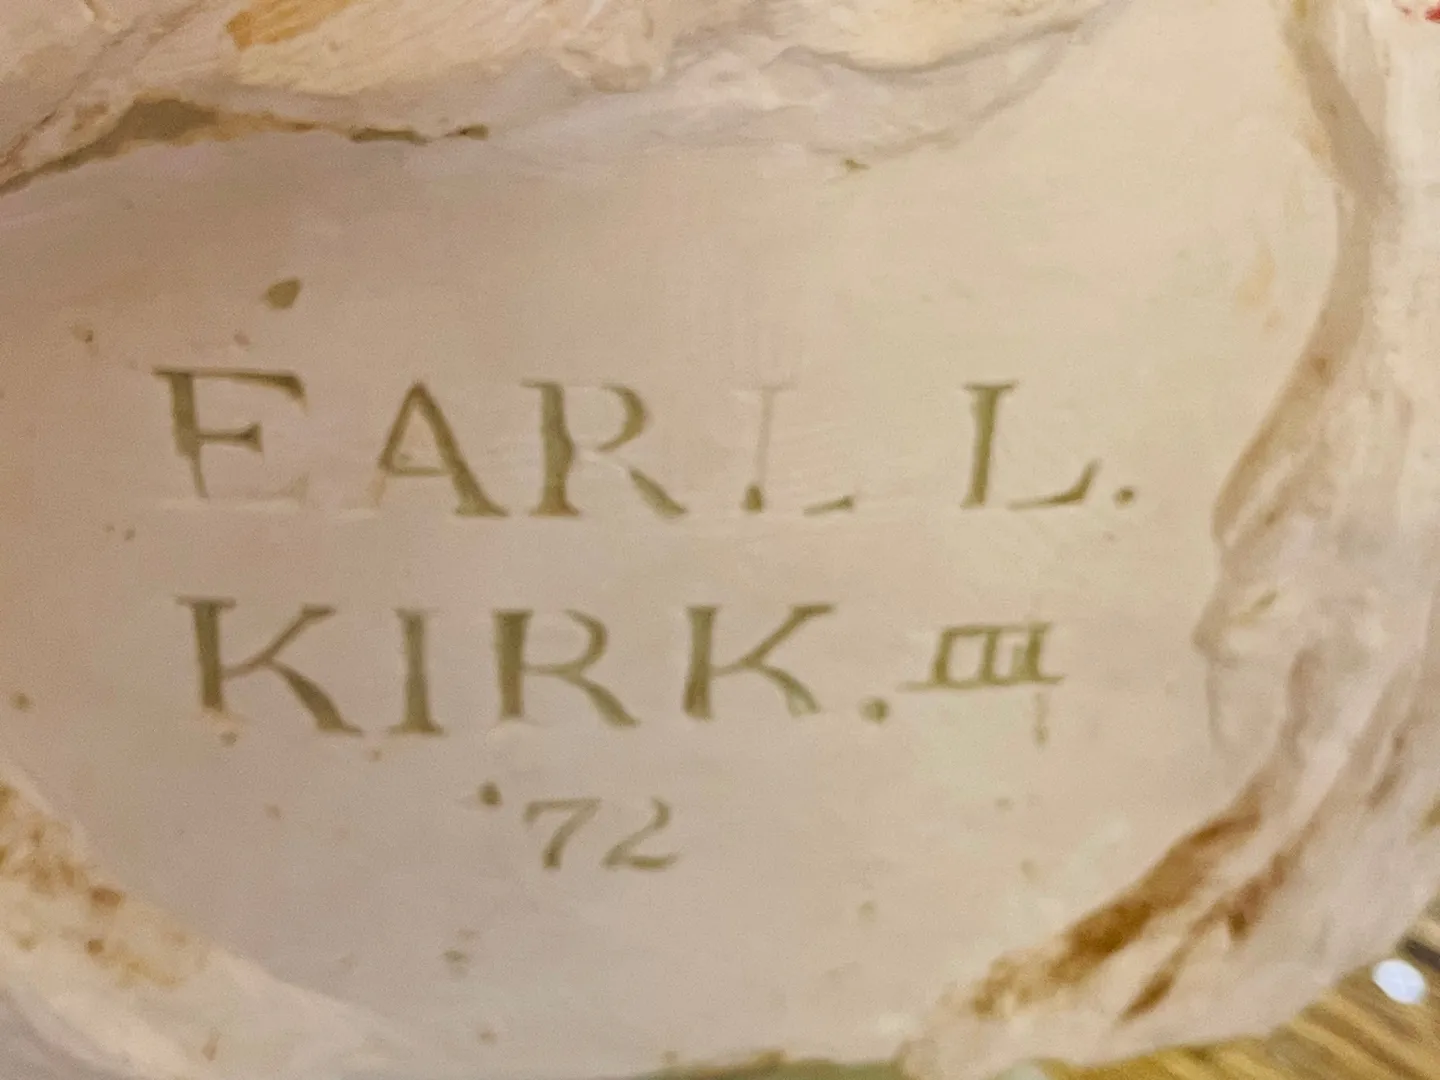 EARL L.
KIRK. III
'72